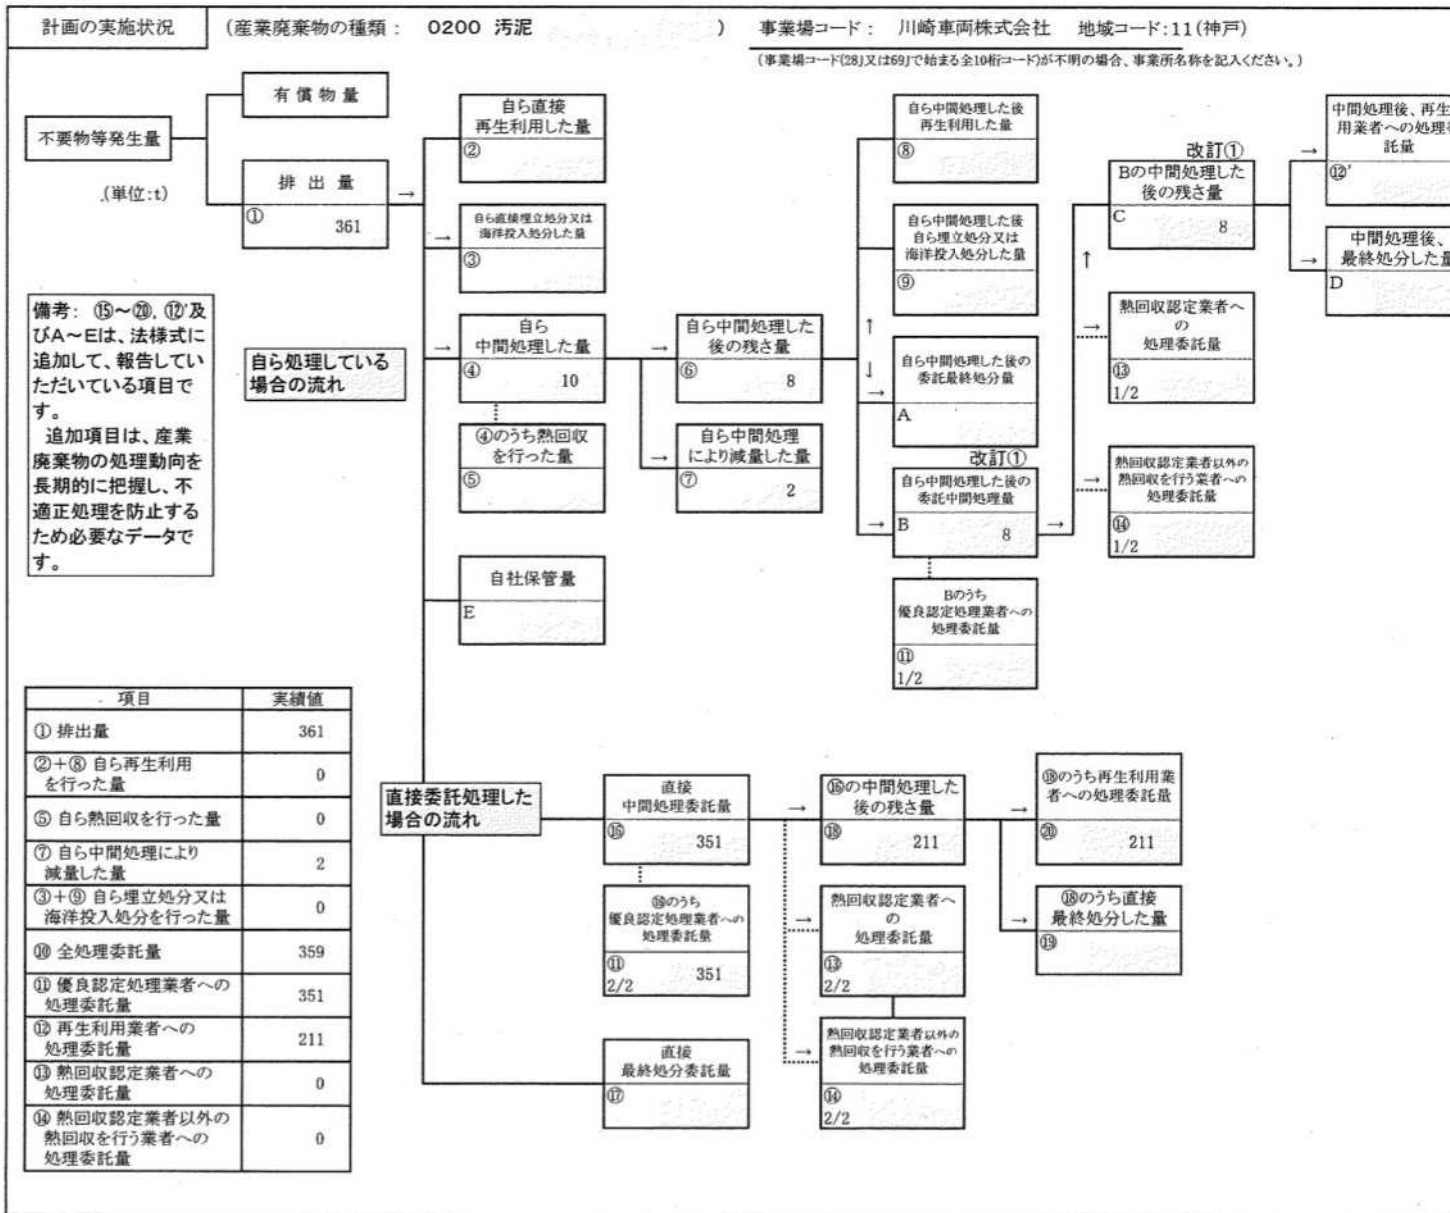 計画の実施状況 (産業廃棄物の種類: 0200 汚泥 ) 事業場コード: 川崎車両株式会社 地域コード:11(神戸)
(事業場コード(28｣又は69｣で始まる全10桁コード)が不明の場合、事業所名称を記入ください。)
不要物等発生量
(単位:t)
有償物量
排出量
① 361
→
自ら直接
再生利用した量
②
→
自ら直接埋立処分又は
海洋投入処分した量
③
→
自ら
中間処理した量
④ 10
④のうち熱回収
を行った量
⑤
自社保管量
E
→
自ら中間処理した
後の残さ量
⑥ 8
→
自ら中間処理
により減量した量
⑦ 2
自ら中間処理した後
再生利用した量
⑧
自ら中間処理した後
自ら埋立処分又は
海洋投入処分した量
⑨
↑
↓
→
自ら中間処理した後の
委託最終処分量
A
改訂①
→
自ら中間処理した後の
委託中間処理量
B 8
Bのうち
優良認定処理業者への
処理委託量
⑪
1/2
→
→
改訂①
Bの中間処理した
後の残さ量
C 8
↑
→
熱回収認定業者へ
の
処理委託量
⑬
1/2
→
熱回収認定業者以外の
熱回収を行う業者への
処理委託量
⑭
1/2
→
中間処理後、再生
用業者への処理
託量
⑫'
→
中間処理後、
最終処分した量
D
備考: ⑮～⑳, ⑫'及
びA～Eは、法様式に
追加して、報告してい
ただいている項目で
す。
追加項目は、産業
廃棄物の処理動向を
長期的に把握し、不
適正処理を防止する
ため必要なデータで
す。
自ら処理している
場合の流れ
項目 実績値
① 排出量 361
②+⑧ 自ら再生利用
を行った量 0
⑤ 自ら熱回収を行った量 0
⑦ 自ら中間処理により
減量した量 2
③+⑨ 自ら埋立処分又は
海洋投入処分を行った量 0
⑩ 全処理委託量 359
⑪ 優良認定処理業者への
処理委託量 351
⑫ 再生利用業者への
処理委託量 211
⑬ 熱回収認定業者への
処理委託量 0
⑭ 熱回収認定業者以外の
熱回収を行う業者への
処理委託量 0
直接委託処理した
場合の流れ
直接
中間処理委託量
⑯ 351
⑯のうち
優良認定処理業者への
処理委託量
⑪ 351
2/2
直接
最終処分委託量
⑰
→
⑯の中間処理した
後の残さ量
⑱ 211
→
熱回収認定業者へ
の
処理委託量
⑬
2/2
→
熱回収認定業者以外の
熱回収を行う業者への
処理委託量
⑭
2/2
→
⑱のうち再生利用業
者への処理委託量
⑳ 211
→
⑱のうち直接
最終処分した量
⑲